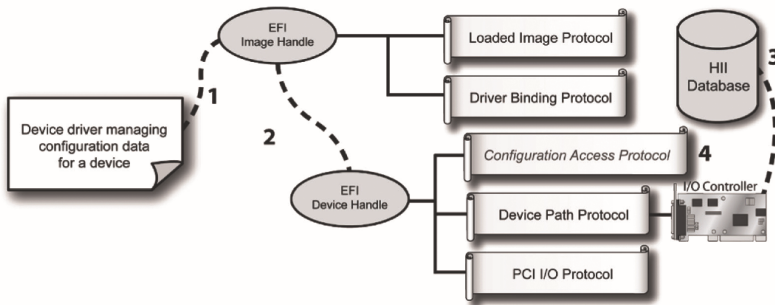 EFI
Image Handle
Loaded Image Protocol
Driver Binding Protocol
HII
Database
3
1
Device driver managing
configuration data
for a device
2
EFI
Device Handle
Configuration Access Protocol
4
I/O Controller
Device Path Protocol
PCI I/O Protocol